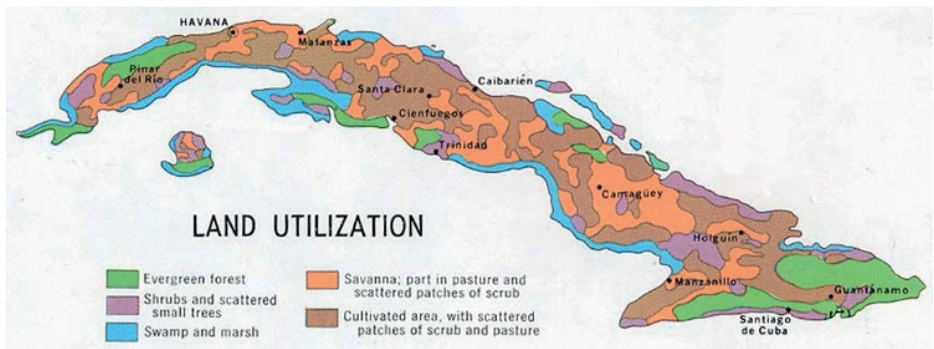 HAVANA
Matanzas
Pinar
del Río
Santa Clara
Caibarién
Cienfuegos
Trinidad
Camagüey
LAND UTILIZATION
Holguín
Evergreen forest
Shrubs and scattered
small trees
Swamp and marsh
Savanna; part in pasture and
scattered patches of scrub
Cultivated area, with scattered
patches of scrub and pasture
Manzanillo
Guantánamo
Santiago
de Cuba